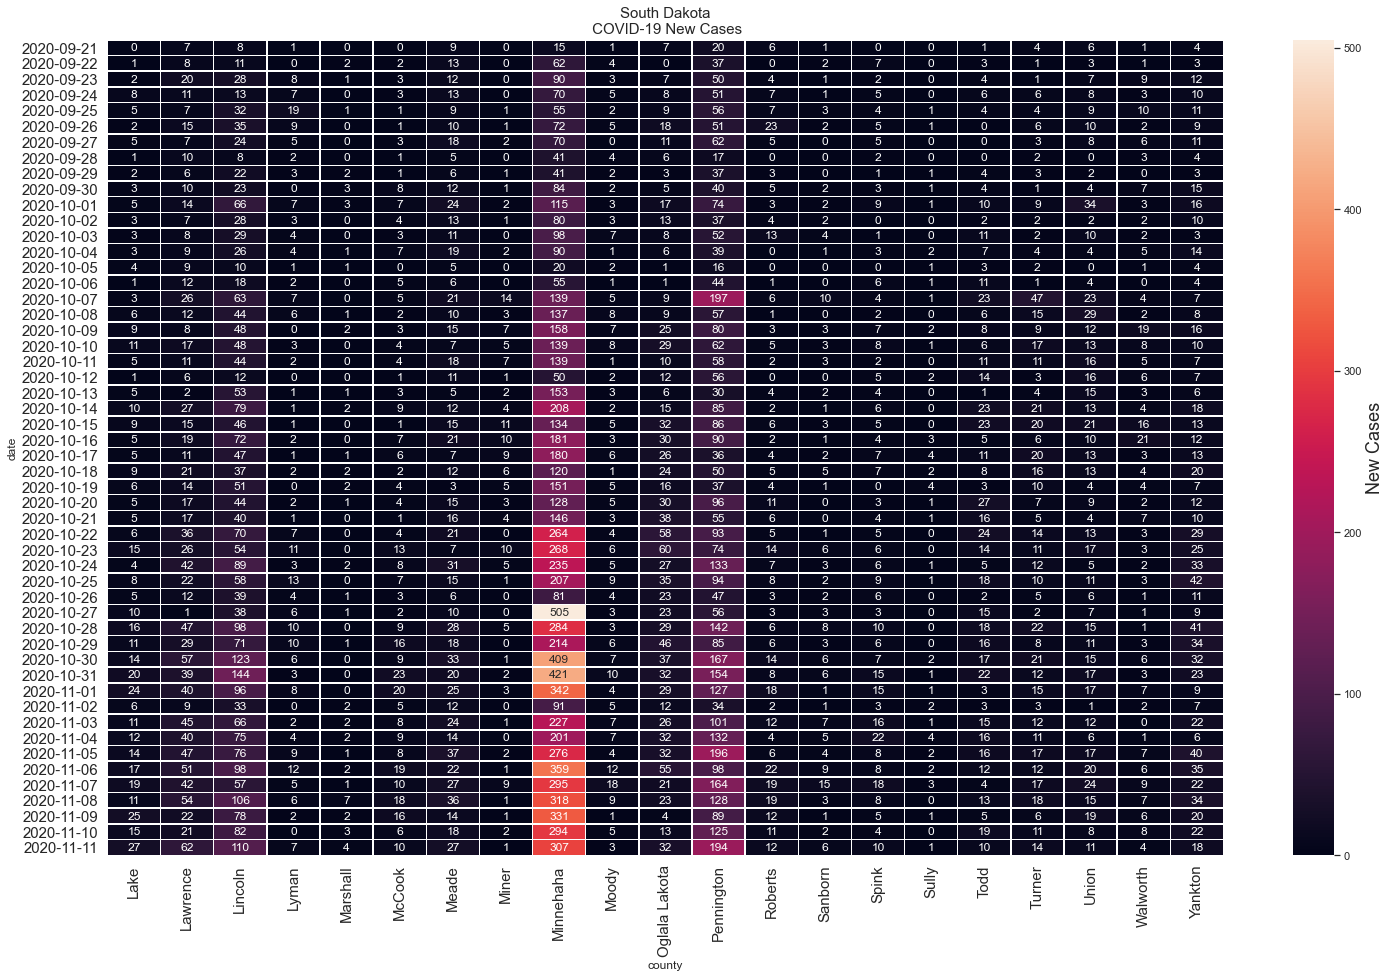 South Dakota
COVID-19 New Cases
2020-09-21 0 7 8 1 0 0 9 0 15 1 7 20 6 1 0 0 1 4 6 1 4
2020-09-22 1 8 11 0 2 2 13 0 62 4 0 37 0 2 7 0 3 1 3 1 3
2020-09-23 2 20 28 8 1 3 12 0 90 3 7 50 4 1 2 0 4 1 7 9 12
2020-09-24 8 11 13 7 0 3 13 0 70 5 8 51 7 1 5 0 6 6 8 3 10
2020-09-25 5 7 32 19 1 1 9 1 55 2 9 56 7 3 4 1 4 4 9 10 11
2020-09-26 2 15 35 9 0 1 10 1 72 5 18 51 23 2 5 1 0 6 10 2 9
2020-09-27 5 7 24 5 0 3 18 2 70 0 11 62 5 0 5 0 0 3 8 6 11
2020-09-28 1 10 8 2 0 1 5 0 41 4 6 17 0 0 2 0 0 2 0 3 4
2020-09-29 2 6 22 3 2 1 6 1 41 2 3 37 3 0 1 1 4 3 2 0 3
2020-09-30 3 10 23 0 3 8 12 1 84 2 5 40 5 2 3 1 4 1 4 7 15
2020-10-01 5 14 66 7 3 7 24 2 115 3 17 74 3 2 9 1 10 9 34 3 16
2020-10-02 3 7 28 3 0 4 13 1 80 3 13 37 4 2 0 0 2 2 2 2 10
2020-10-03 3 8 29 4 0 3 11 0 98 7 8 52 13 4 1 0 11 2 10 2 3
2020-10-04 3 9 26 4 1 7 19 2 90 1 6 39 0 1 3 2 7 4 4 5 14
2020-10-05 4 9 10 1 1 0 5 0 20 2 1 16 0 0 0 1 3 2 0 1 4
2020-10-06 1 12 18 2 0 5 6 0 55 1 1 44 1 0 6 1 11 1 4 0 4
2020-10-07 3 26 63 7 0 5 21 14 139 5 9 197 6 10 4 1 23 47 23 4 7
2020-10-08 6 12 44 6 1 2 10 3 137 8 9 57 1 0 2 0 6 15 29 2 8
2020-10-09 9 8 48 0 2 3 15 7 158 7 25 80 3 3 7 2 8 9 12 19 16
2020-10-10 11 17 48 3 0 4 7 5 139 8 29 62 5 3 8 1 6 17 13 8 10
2020-10-11 5 11 44 2 0 4 18 7 139 1 10 58 2 3 2 0 11 11 16 5 7
2020-10-12 1 6 12 0 0 1 11 1 50 2 12 56 0 0 5 2 14 3 16 6 7
2020-10-13 5 2 53 1 1 3 5 2 153 3 6 30 4 2 4 0 1 4 15 3 6
2020-10-14 10 27 79 1 2 9 12 4 208 2 15 85 2 1 6 0 23 21 13 4 18
2020-10-15 9 15 46 1 0 1 15 11 134 5 32 86 6 3 5 0 23 20 21 16 13
2020-10-16 5 19 72 2 0 7 21 10 181 3 30 90 2 1 4 3 5 6 10 21 12
2020-10-17 5 11 47 1 1 6 7 9 180 6 26 36 4 2 7 4 11 20 13 3 13
2020-10-18 9 21 37 2 2 2 12 6 120 1 24 50 5 5 7 2 8 16 13 4 20
2020-10-19 6 14 51 0 2 4 3 5 151 5 16 37 4 1 0 4 3 10 4 4 7
2020-10-20 5 17 44 2 1 4 15 3 128 5 30 96 11 0 3 1 27 7 9 2 12
2020-10-21 5 17 40 1 0 1 16 4 146 3 38 55 6 0 4 1 16 5 4 7 10
2020-10-22 6 36 70 7 0 4 21 0 264 4 58 93 5 1 5 0 24 14 13 3 29
2020-10-23 15 26 54 11 0 13 7 10 268 6 60 74 14 6 6 0 14 11 17 3 25
2020-10-24 4 42 89 3 2 8 31 5 235 5 27 133 7 3 6 1 5 12 5 2 33
2020-10-25 8 22 58 13 0 7 15 1 207 9 35 94 8 2 9 1 18 10 11 3 42
2020-10-26 5 12 39 4 1 3 6 0 81 4 23 47 3 2 6 0 2 5 6 1 11
2020-10-27 10 1 38 6 1 2 10 0 505 3 23 56 3 3 3 0 15 2 7 1 9
2020-10-28 16 47 98 10 0 9 28 5 284 3 29 142 6 8 10 0 18 22 15 1 41
2020-10-29 11 29 71 10 1 16 18 0 214 6 46 85 6 3 6 0 16 8 11 3 34
2020-10-30 14 57 123 6 0 9 33 1 409 7 37 167 14 6 7 2 17 21 15 6 32
2020-10-31 20 39 144 3 0 23 20 2 421 10 32 154 8 6 15 1 22 12 17 3 23
2020-11-01 24 40 96 8 0 20 25 3 342 4 29 127 18 1 15 1 3 15 17 7 9
2020-11-02 6 9 33 0 2 5 12 0 91 5 12 34 2 1 3 2 3 3 1 2 7
2020-11-03 11 45 66 2 2 8 24 1 227 7 26 101 12 7 16 1 15 12 12 0 22
2020-11-04 12 40 75 4 2 9 14 0 201 7 32 132 4 5 22 4 16 11 6 1 6
2020-11-05 14 47 76 9 1 8 37 2 276 4 32 196 6 4 8 2 16 17 17 7 40
2020-11-06 17 51 98 12 2 19 22 1 359 12 55 98 22 9 8 2 12 12 20 6 35
2020-11-07 19 42 57 5 1 10 27 9 295 18 21 164 19 15 18 3 4 17 24 9 22
2020-11-08 11 54 106 6 7 18 36 1 318 9 23 128 19 3 8 0 13 18 15 7 34
2020-11-09 25 22 78 2 2 16 14 1 331 1 4 89 12 1 5 1 5 6 19 6 20
2020-11-10 15 21 82 0 3 6 18 2 294 5 13 125 11 2 4 0 19 11 8 8 22
2020-11-11 27 62 110 7 4 10 27 1 307 3 32 194 12 6 10 1 10 14 11 4 18
date
Lake Lawrence Lincoln Lyman Marshall McCook Meade Miner Minnehaha Moody Oglala Lakota Pennington Roberts Sanborn Spink Sully Todd Turner Union Walworth Yankton
county
500
400
300
200
100
0
New Cases